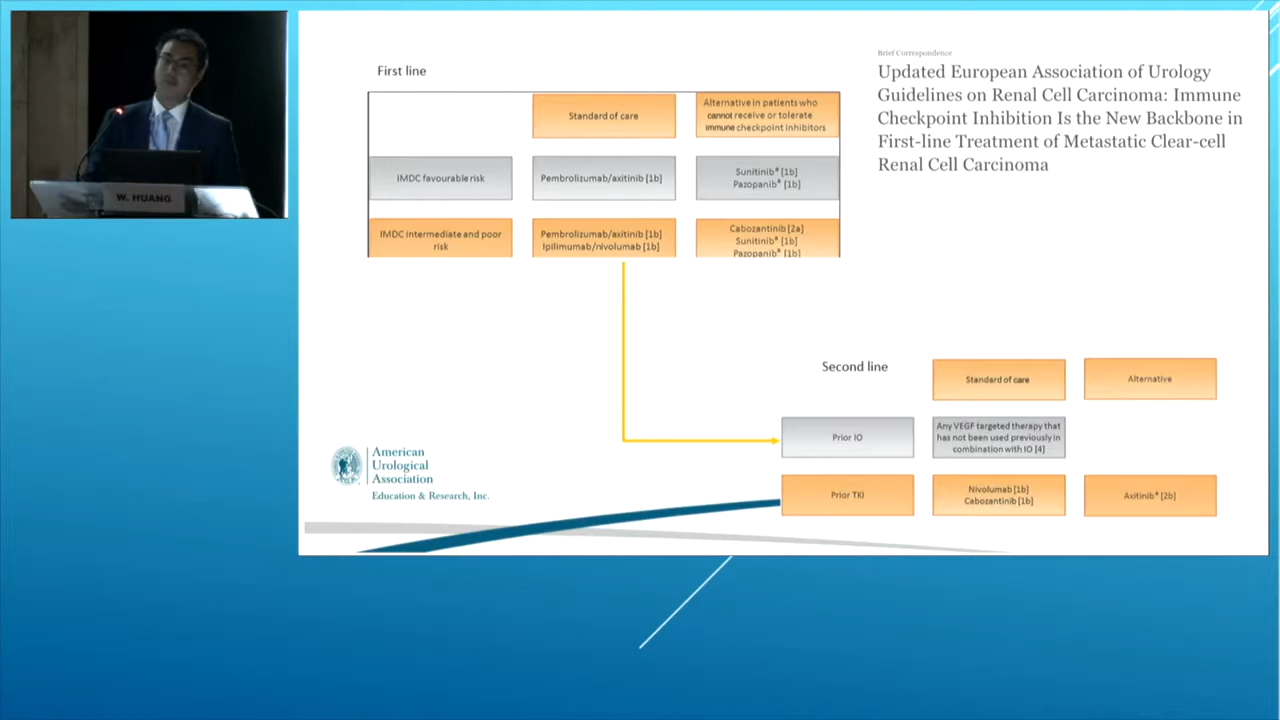 W. HUANG
First line
Standard of care
Alternative in patients who
cannot receive or tolerate
immune checkpoint inhibitors
IMDC favourable risk
Pembrolizumab/axitinib [1b]
Sunitinib* [1b]
Pazopanib* [1b]
IMDC intermediate and poor
risk
Pembrolizumab/axitinib [1b]
Ipilimumab/nivolumab [1b]
Cabozantinib [2a]
Sunitinib* [1b]
Pazopanib* [1b]
Brief Correspondence
Updated European Association of Urology
Guidelines on Renal Cell Carcinoma: Immune
Checkpoint Inhibition Is the New Backbone in
First-line Treatment of Metastatic Clear-cell
Renal Cell Carcinoma
Second line
Standard of care
Alternative
Prior IO
Any VEGF targeted therapy that
has not been used previously in
combination with IO [4]
Prior TKI
Nivolumab [1b]
Cabozantinib [1b]
Axitinib* [2b]
American
Urological
Association
Education & Research, Inc.